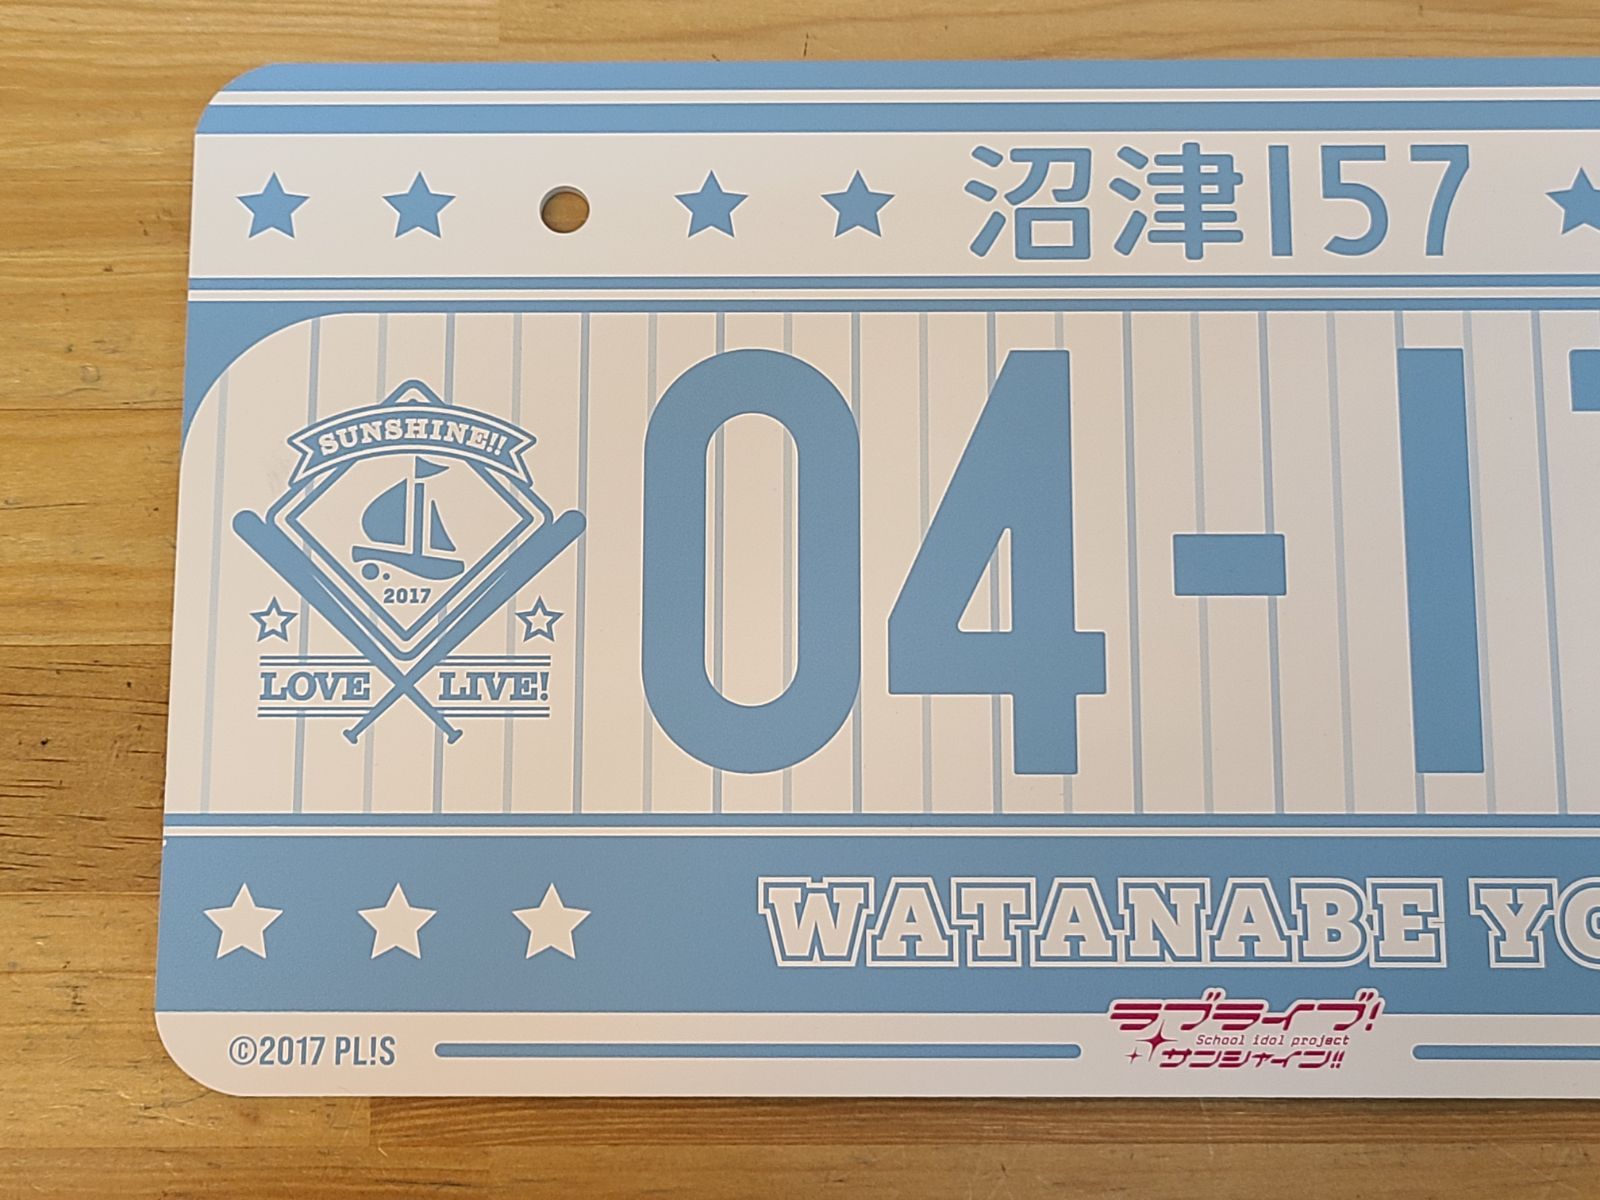 沼津157
SUNSHINE!!
2017
LOVE LIVE!
04-1
WATANABE
ラブライブ!
School idol project
サンシャイン!!
©2017 PL!S